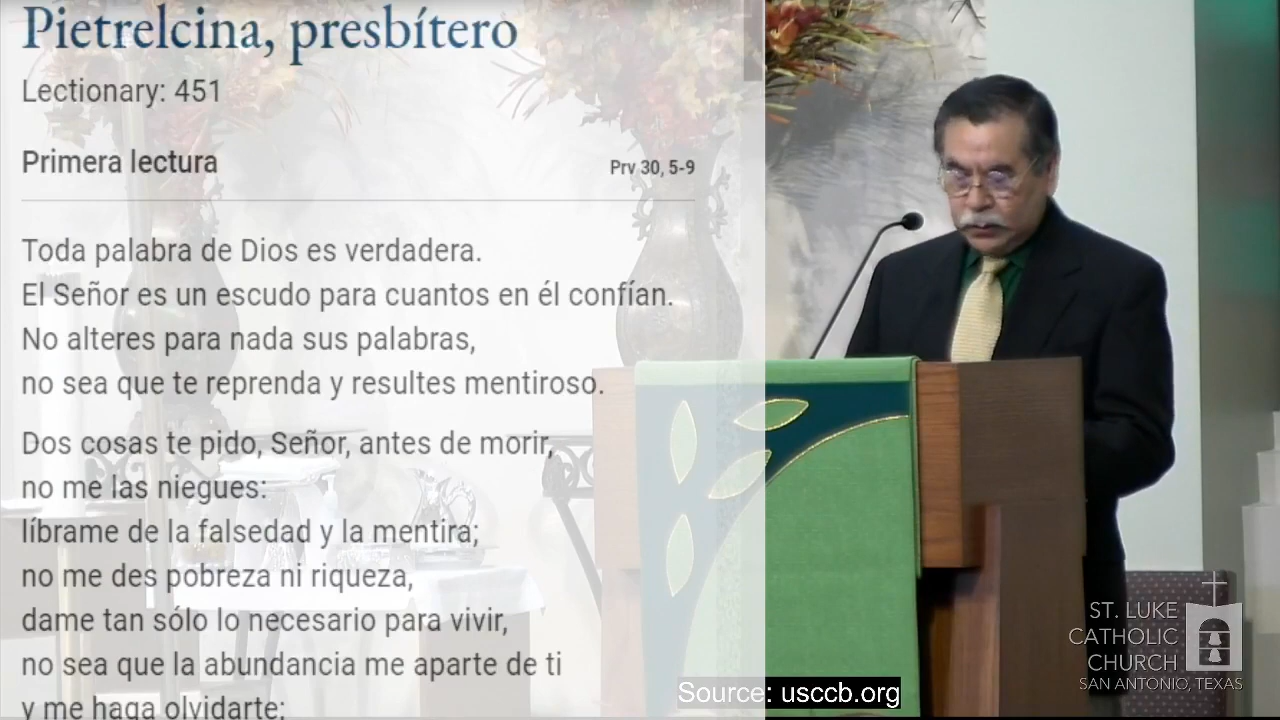 Pietrelcina, presbítero
Lectionary: 451
Primera lectura
Prv 30, 5-9
Toda palabra de Dios es verdadera.
El Señor es un escudo para cuantos en él confían.
No alteres para nada sus palabras,
no sea que te reprenda y resultes mentiroso.
Dos cosas te pido, Señor, antes de morir,
no me las niegues:
líbrame de la falsedad y la mentira;
no me des pobreza ni riqueza,
dame tan sólo lo necesario para vivir,
no sea que la abundancia me aparte de ti
y me haga olvidarte;
Source: usccb.org
ST. LUKE
CATHOLIC
CHURCH
SAN ANTONIO, TEXAS